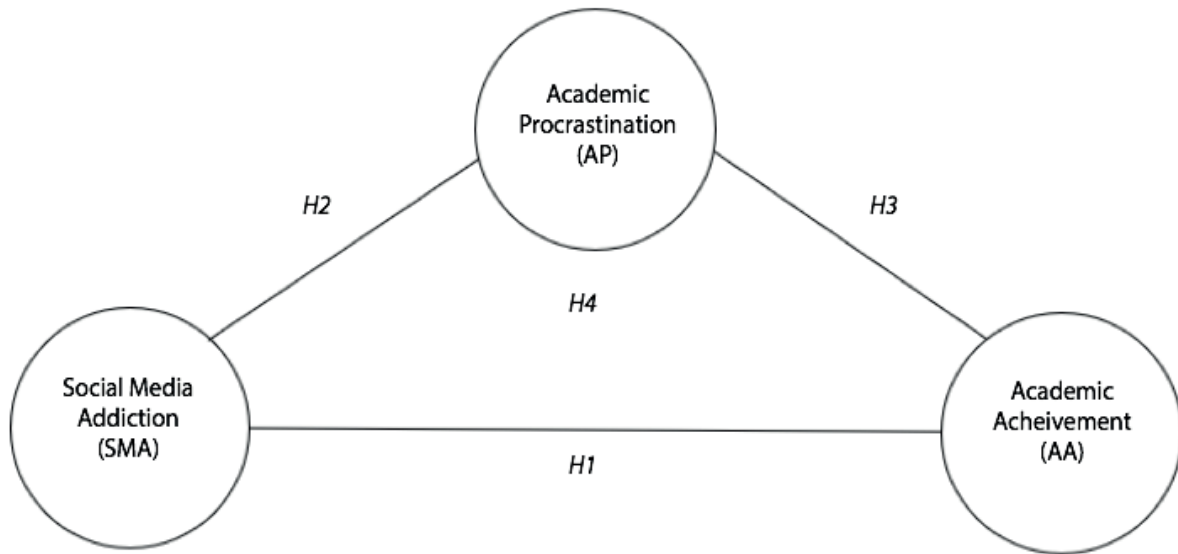 Academic
Procrastination
(AP)
H2
H3
H4
Social Media
Addiction
(SMA)
Academic
Acheivement
(AA)
H1